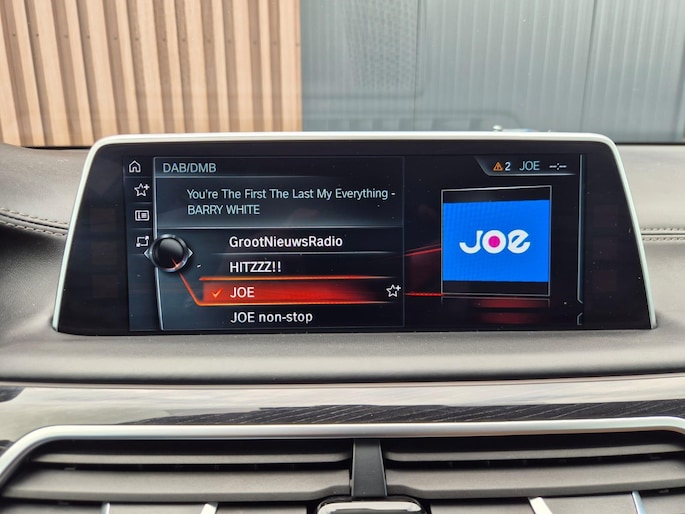 DAB/DMB
2 JOE --:--
You're The First The Last My Everything -
BARRY WHITE
GrootNieuwsRadio
HITZZZ!!
JOE
JOE non-stop
JOE